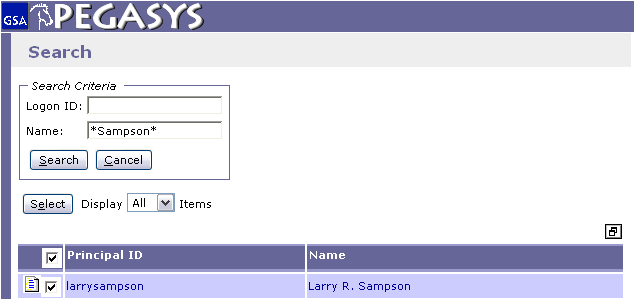 GSA PEGASYS
Search
Search Criteria
Logon ID:
Name: *Sampson*
Search Cancel
Select Display All Items
Principal ID Name
larrysampson Larry R. Sampson